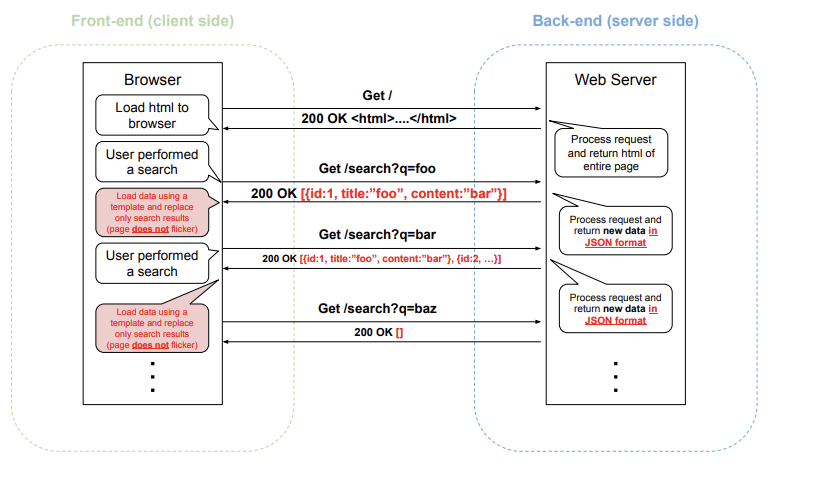 Front-end (client side)
Back-end (server side)
Browser
Web Server
Get /
Load html to
browser
200 OK <html>....</html>
Process request
and return html of
entire page
User performed
a search
Get /search?q=foo
200 OK [{id:1, title:”foo”, content:”bar”}]
Load data using a
template and replace
only search results
(page does not flicker)
Process request and
return new data in
JSON format
Get /search?q=bar
User performed
a search
200 OK [{id:1, title:”foo”, content:”bar”}, {id:2, ...}]
Process request and
return new data in
JSON format
Get /search?q=baz
Load data using a
template and replace
only search results
(page does not flicker)
200 OK []